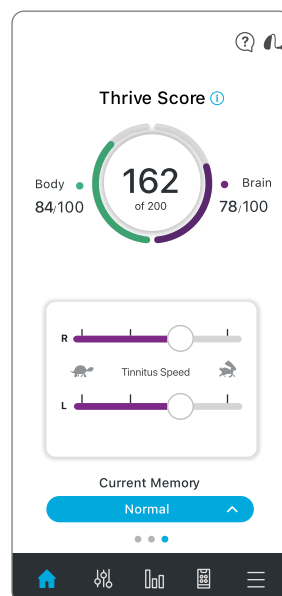 ?
Thrive Score i
162
of 200
Body
84/100
Brain
78/100
R
Tinnitus Speed
L
Current Memory
Normal